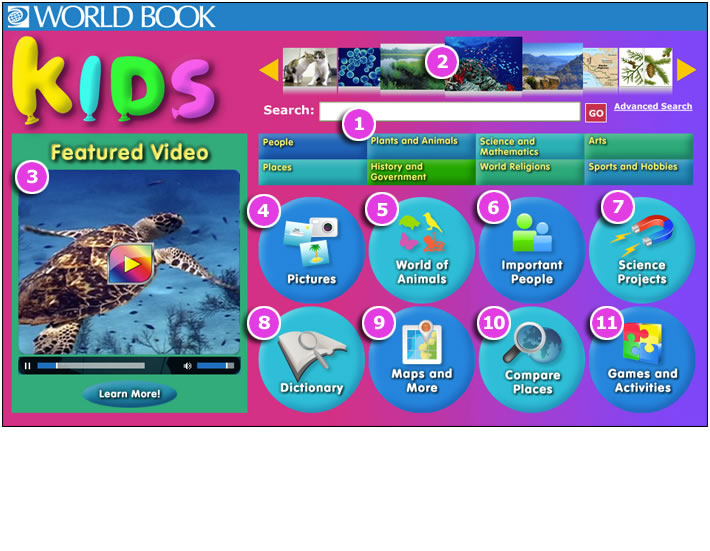 WORLD BOOK
KiDS
2
Search:
GO
Advanced Search
1
People
Plants and Animals
Science and
Mathematics
Arts
Places
History and
Government
World Religions
Sports and Hobbies
Featured Video
3
Learn More!
4
Pictures
5
World of
Animals
6
Important
People
7
Science
Projects
8
Dictionary
9
Maps and
More
10
Compare
Places
11
Games and
Activities